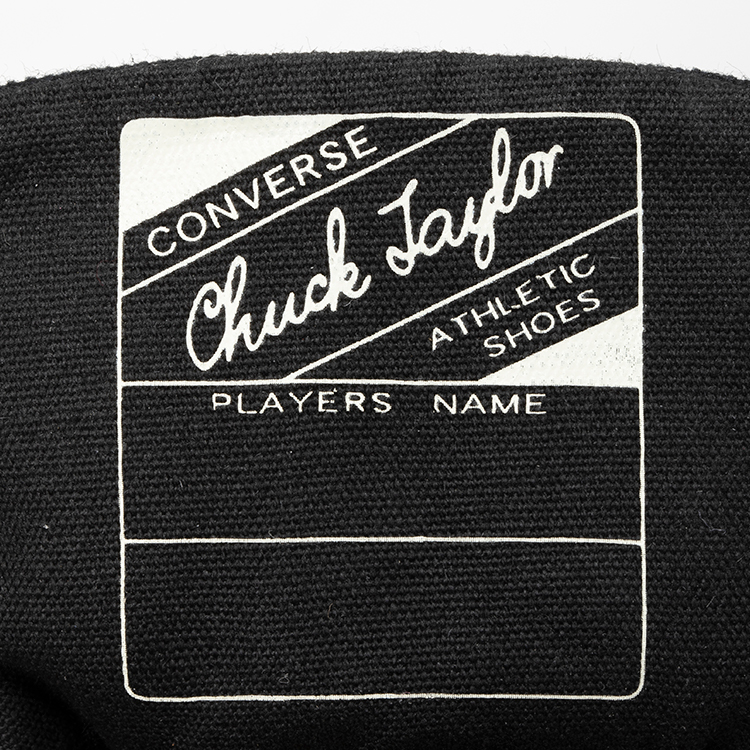 CONVERSE
Chuck Taylor
ATHLETIC
SHOES
PLAYERS NAME